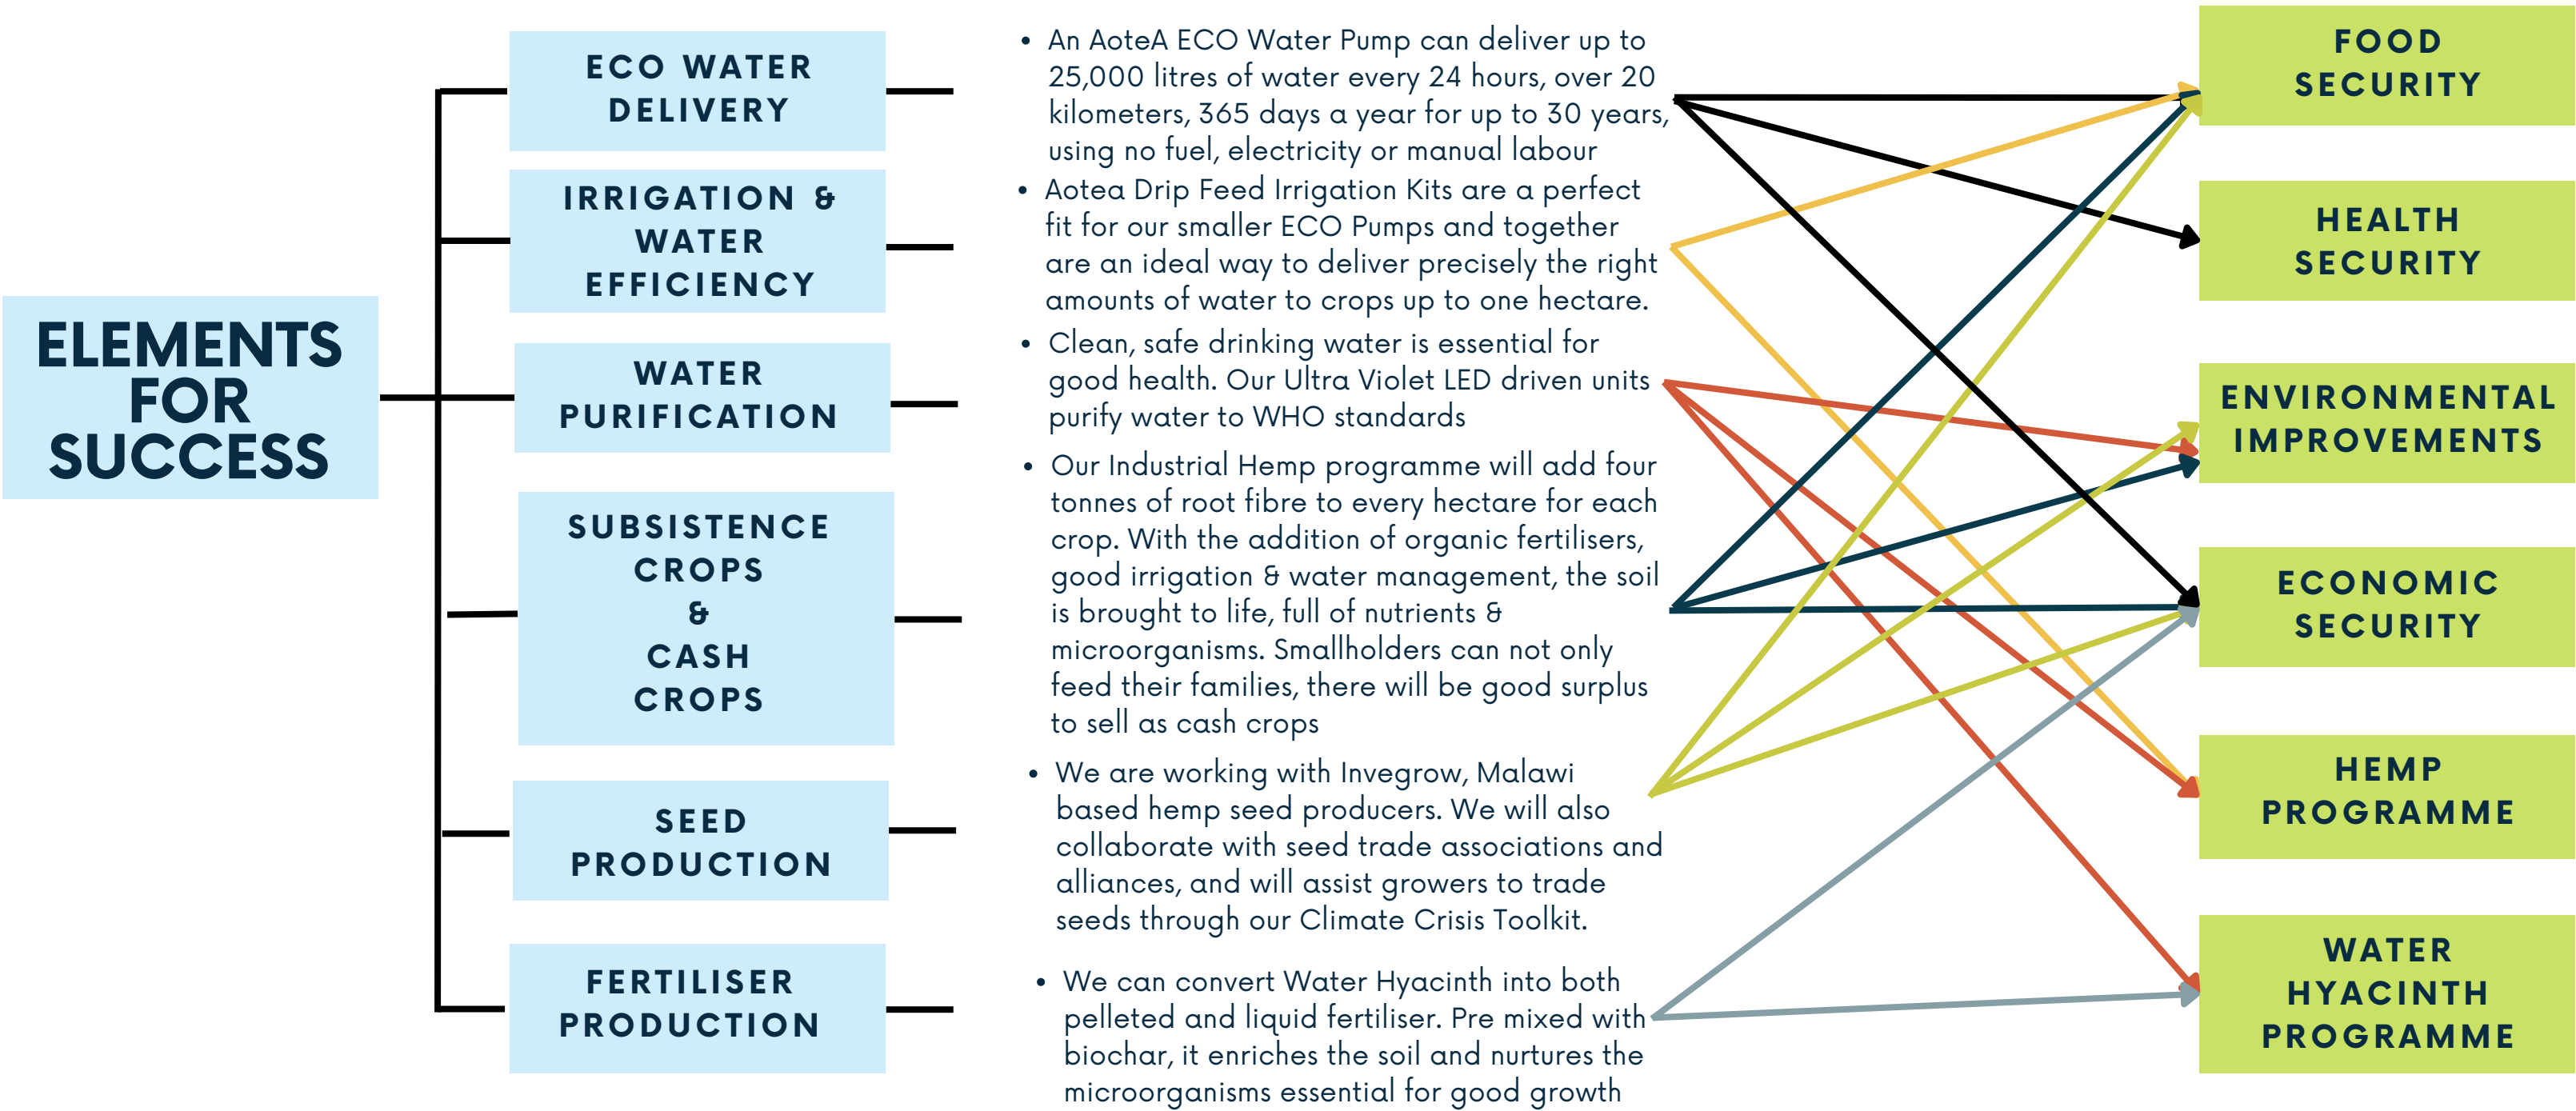 ELEMENTS
FOR
SUCCESS
ECO WATER
DELIVERY
IRRIGATION &
WATER
EFFICIENCY
WATER
PURIFICATION
SUBSISTENCE
CROPS
&
CASH
CROPS
SEED
PRODUCTION
FERTILISER
PRODUCTION
• An AoteA ECO Water Pump can deliver up to
25,000 litres of water every 24 hours, over 20
kilometers, 365 days a year for up to 30 years,
using no fuel, electricity or manual labour
• Aotea Drip Feed Irrigation Kits are a perfect
fit for our smaller ECO Pumps and together
are an ideal way to deliver precisely the right
amounts of water to crops up to one hectare.
• Clean, safe drinking water is essential for
good health. Our Ultra Violet LED driven units
purify water to WHO standards
• Our Industrial Hemp programme will add four
tonnes of root fibre to every hectare for each
crop. With the addition of organic fertilisers,
good irrigation & water management, the soil
is brought to life, full of nutrients &
microorganisms. Smallholders can not only
feed their families, there will be good surplus
to sell as cash crops
• We are working with Invegrow, Malawi
based hemp seed producers. We will also
collaborate with seed trade associations and
alliances, and will assist growers to trade
seeds through our Climate Crisis Toolkit.
• We can convert Water Hyacinth into both
pelleted and liquid fertiliser. Pre mixed with
biochar, it enriches the soil and nurtures the
microorganisms essential for good growth
FOOD
SECURITY
HEALTH
SECURITY
ENVIRONMENTAL
IMPROVEMENTS
ECONOMIC
SECURITY
HEMP
PROGRAMME
WATER
HYACINTH
PROGRAMME